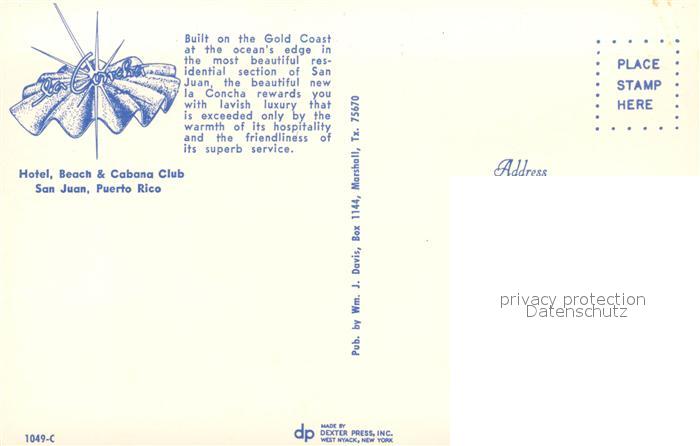 la Concha
Built on the Gold Coast
at the ocean's edge in
the most beautiful res-
idential section of San
Juan, the beautiful new
la Concha rewards you
with lavish luxury that
is exceeded only by the
warmth of its hospitality
and the friendliness of
its superb service.
Hotel, Beach & Cabana Club
San Juan, Puerto Rico
Pub. by Wm. J. Davis, Box 1144, Marshall, Tx. 75670
PLACE
STAMP
HERE
Address
privacy protection
Datenschutz
1049-C
dp
MADE BY
DEXTER PRESS, INC.
WEST NYACK, NEW YORK